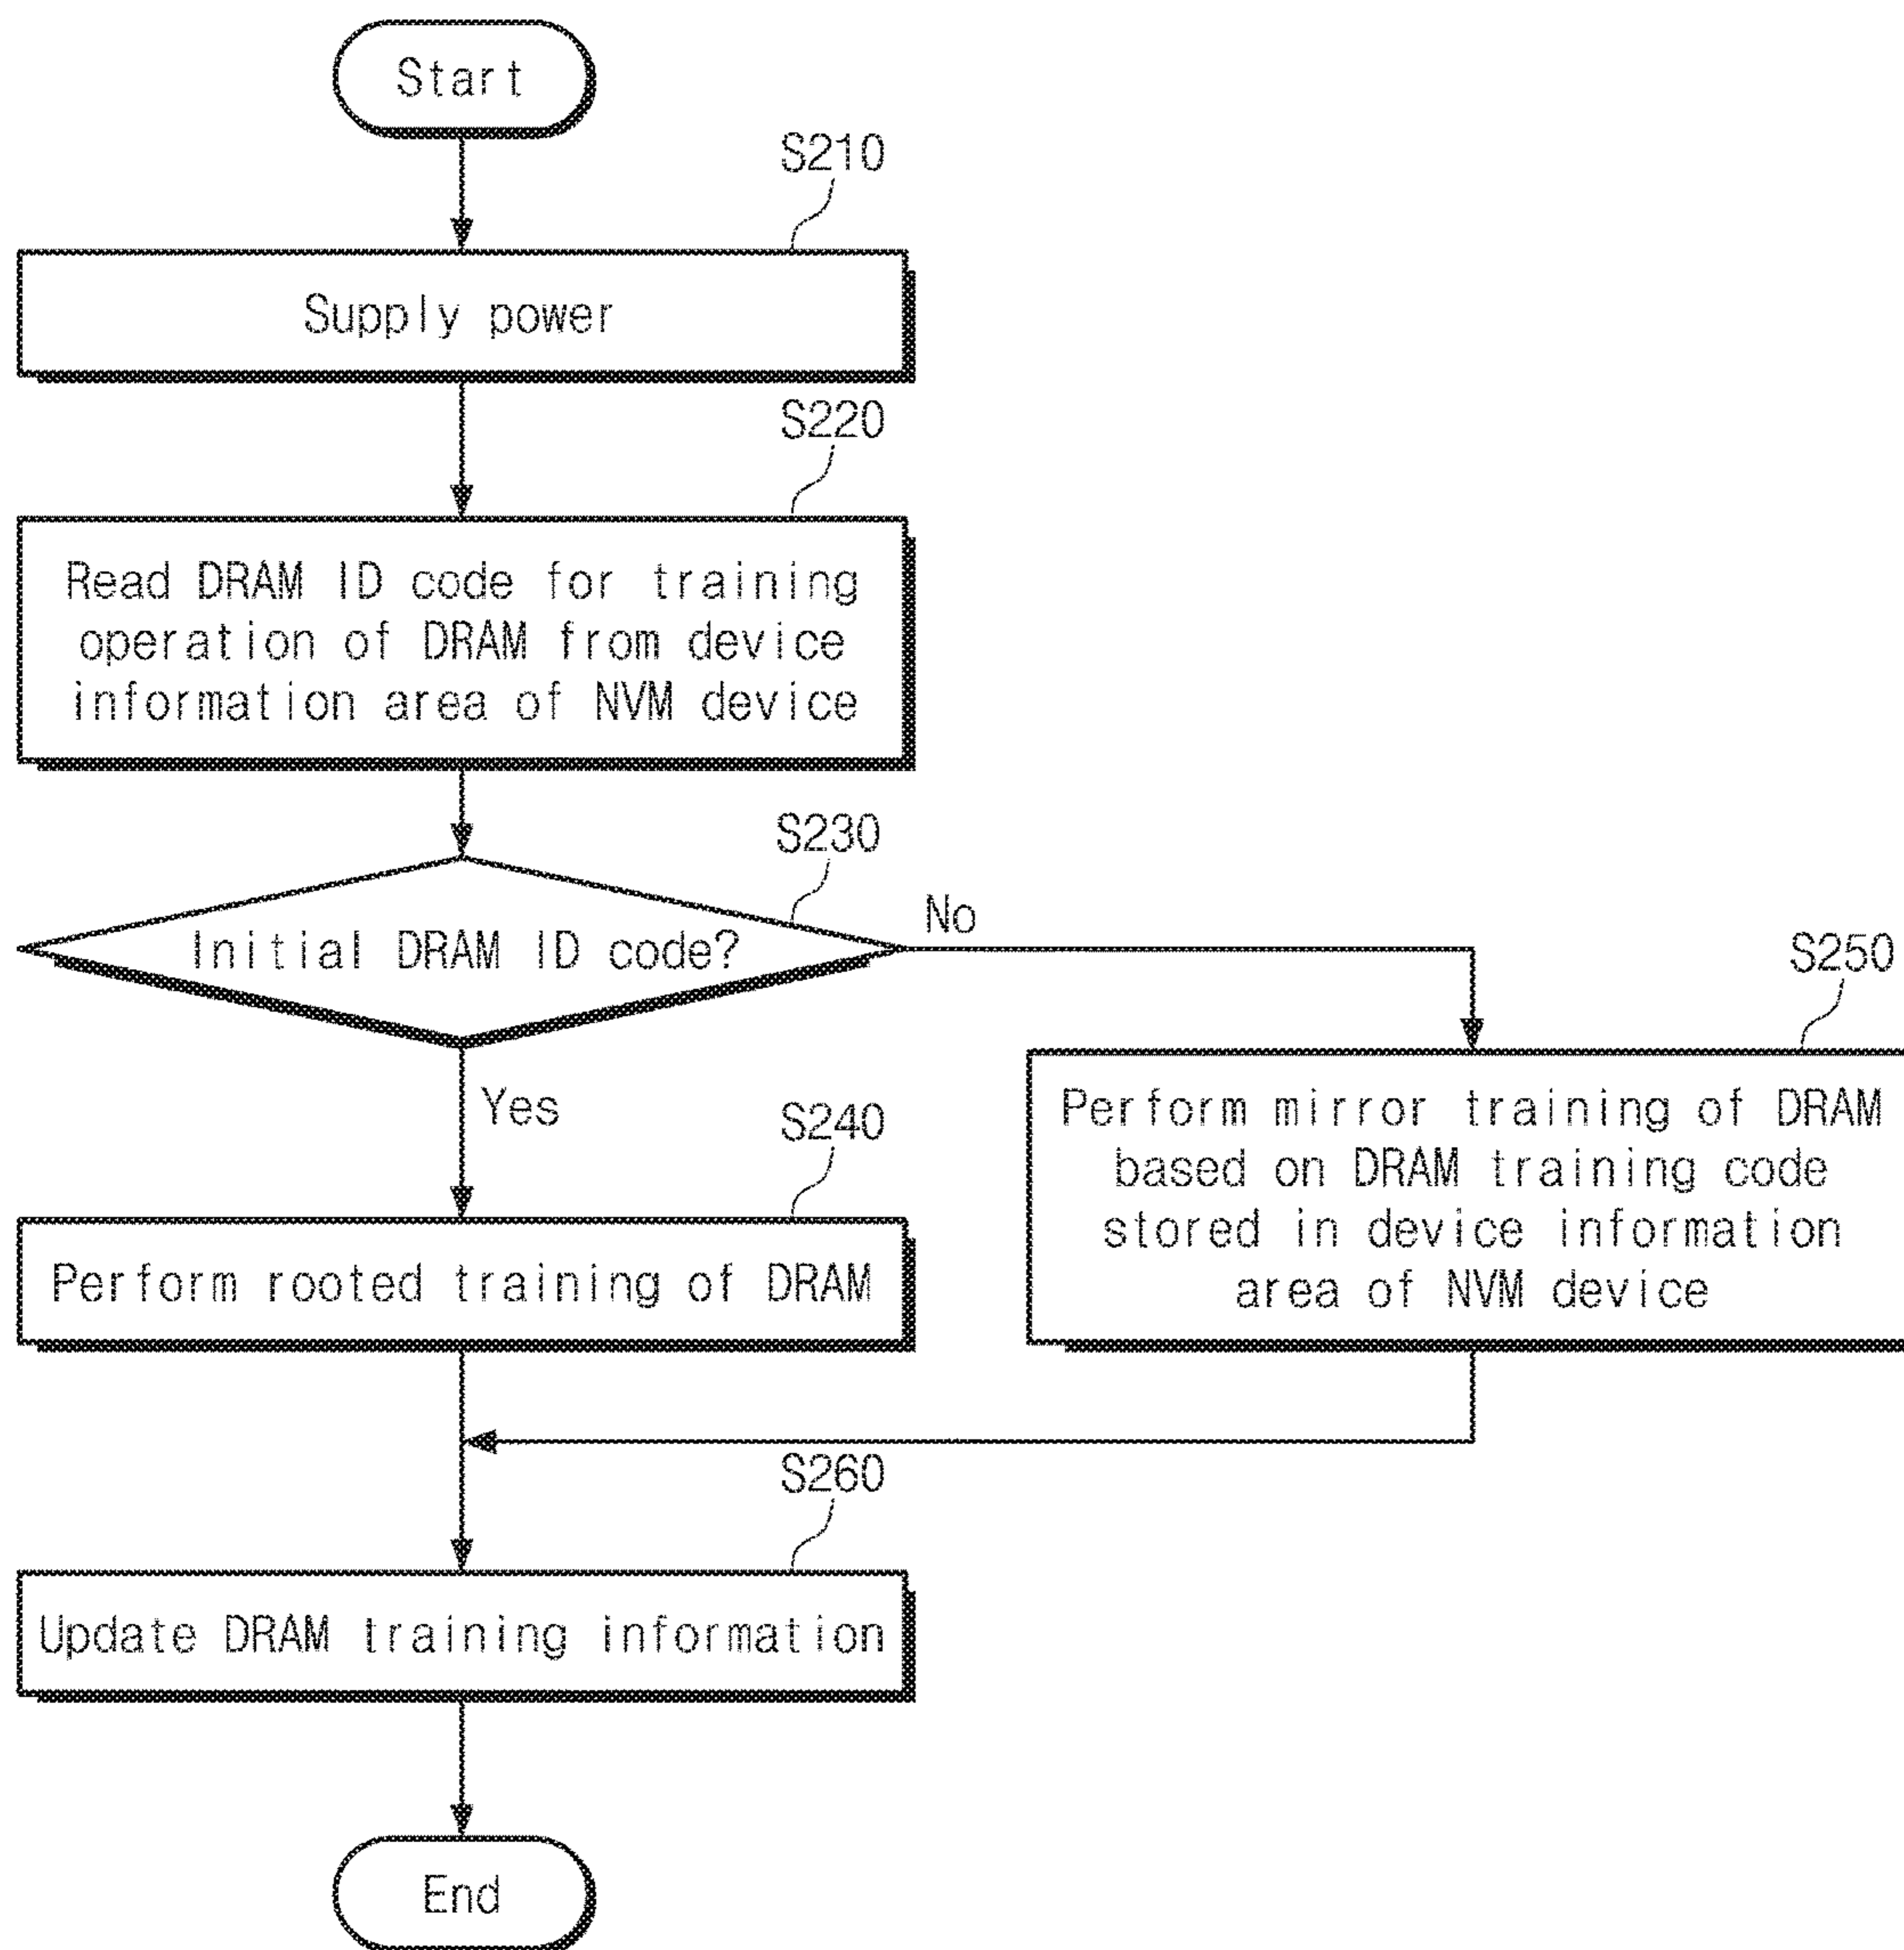 Start
S210
Supply power
S220
Read DRAM ID code for training
operation of DRAM from device
information area of NVM device
S230
Initial DRAM ID code?
No
Yes
S240
Perform rooted training of DRAM
S250
Perform mirror training of DRAM
based on DRAM training code
stored in device information
area of NVM device
S260
Update DRAM training information
End